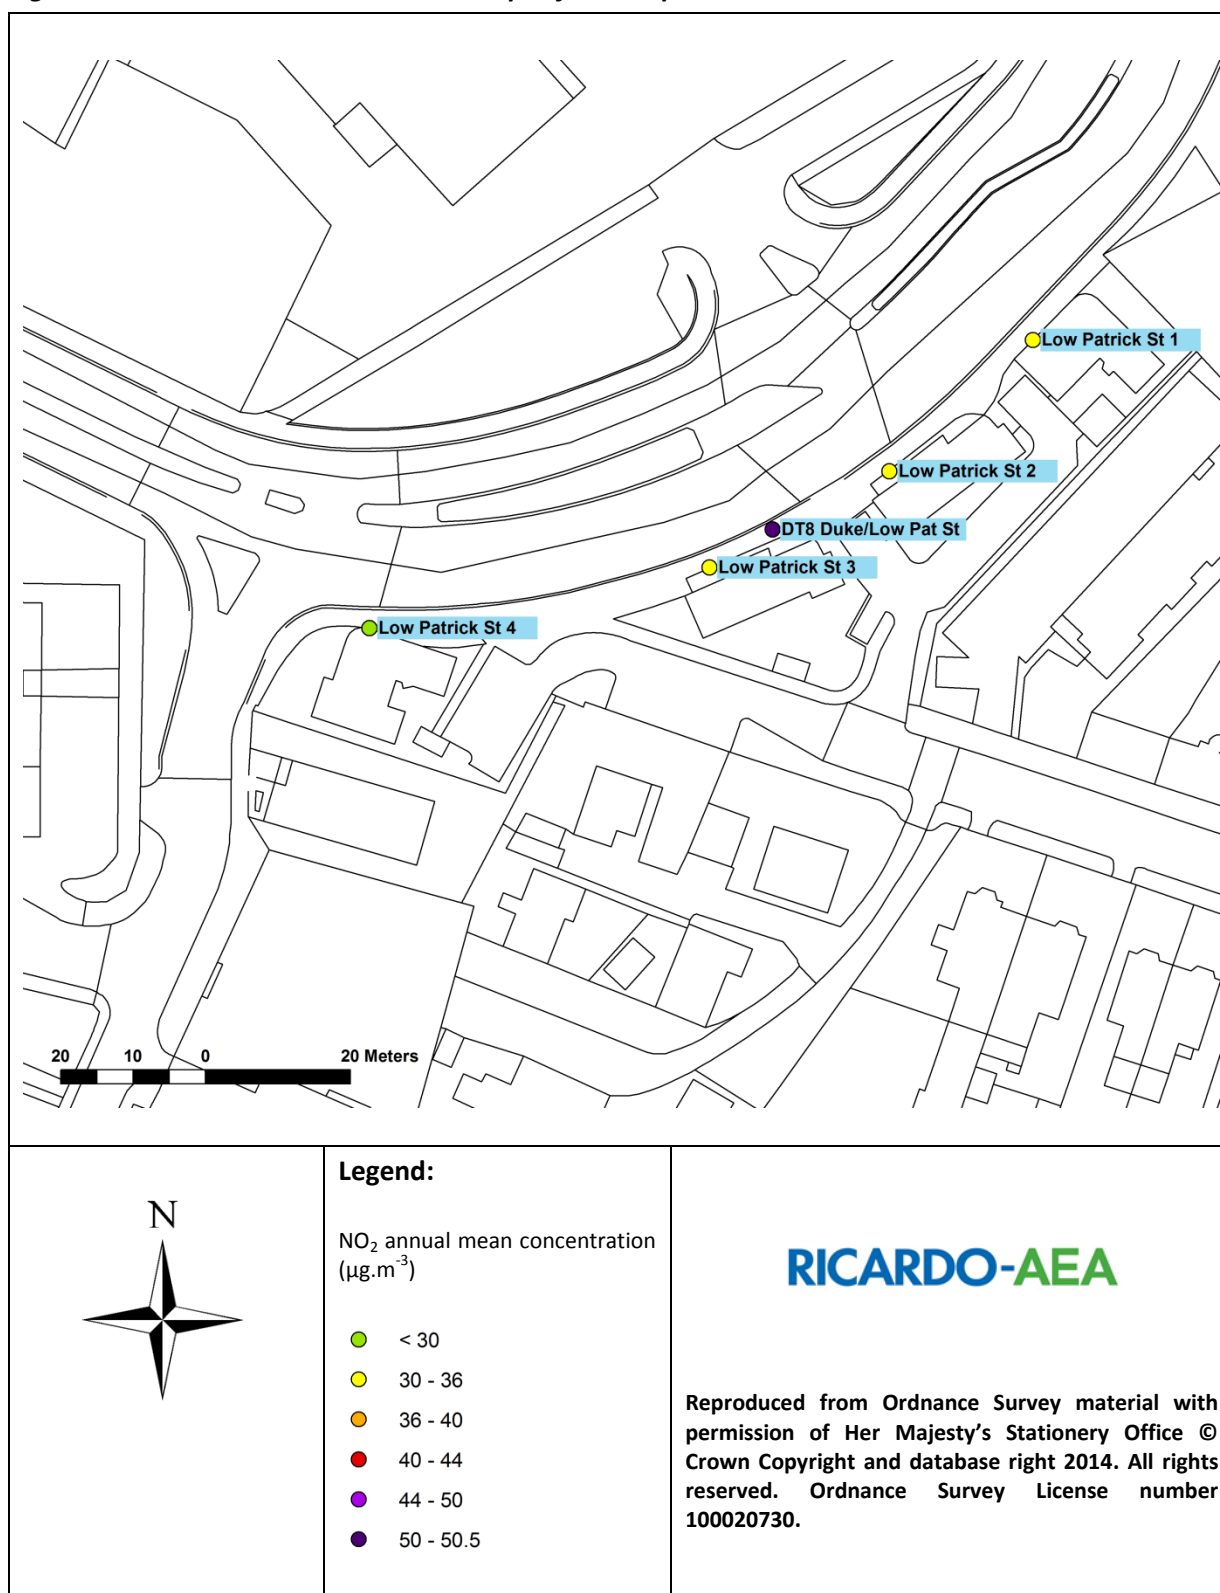 Low Patrick St 1
Low Patrick St 2
DT8 Duke/Low Pat St
Low Patrick St 3
Low Patrick St 4
20 10 0 20 Meters
N
Legend:
NO₂ annual mean concentration
(µg.m⁻³)
< 30
30 - 36
36 - 40
40 - 44
44 - 50
50 - 50.5
RICARDO-AEA
Reproduced from Ordnance Survey material with
permission of Her Majesty's Stationery Office ©
Crown Copyright and database right 2014. All rights
reserved. Ordnance Survey License number
100020730.